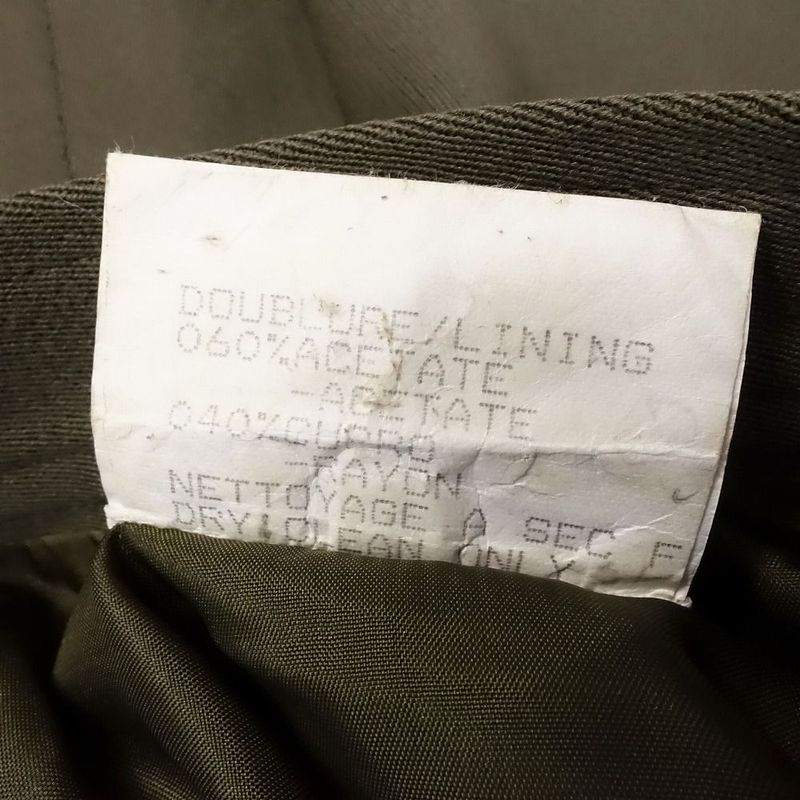 DOUBLURE/LINING
060%ACETATE
-ACETATE
040%CUPRO
-RAYON
NETTOYAGE A SEC F
DRY CLEAN ONLY